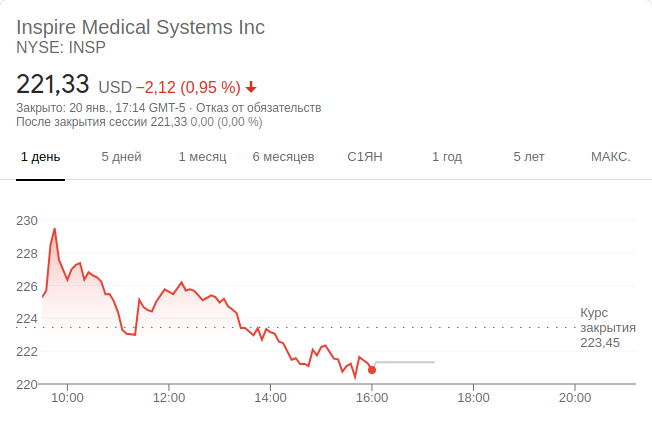 Inspire Medical Systems Inc
NYSE: INSP
221,33 USD −2,12 (0,95 %)
Закрыто: 20 янв., 17:14 GMT-5 · Отказ от обязательств
После закрытия сессии 221,33 0,00 (0,00 %)
1 день 5 дней 1 месяц 6 месяцев С1ЯН 1 год 5 лет МАКС.
230
228
226
224
222
220
Курс
закрытия
223,45
10:00 12:00 14:00 16:00 18:00 20:00